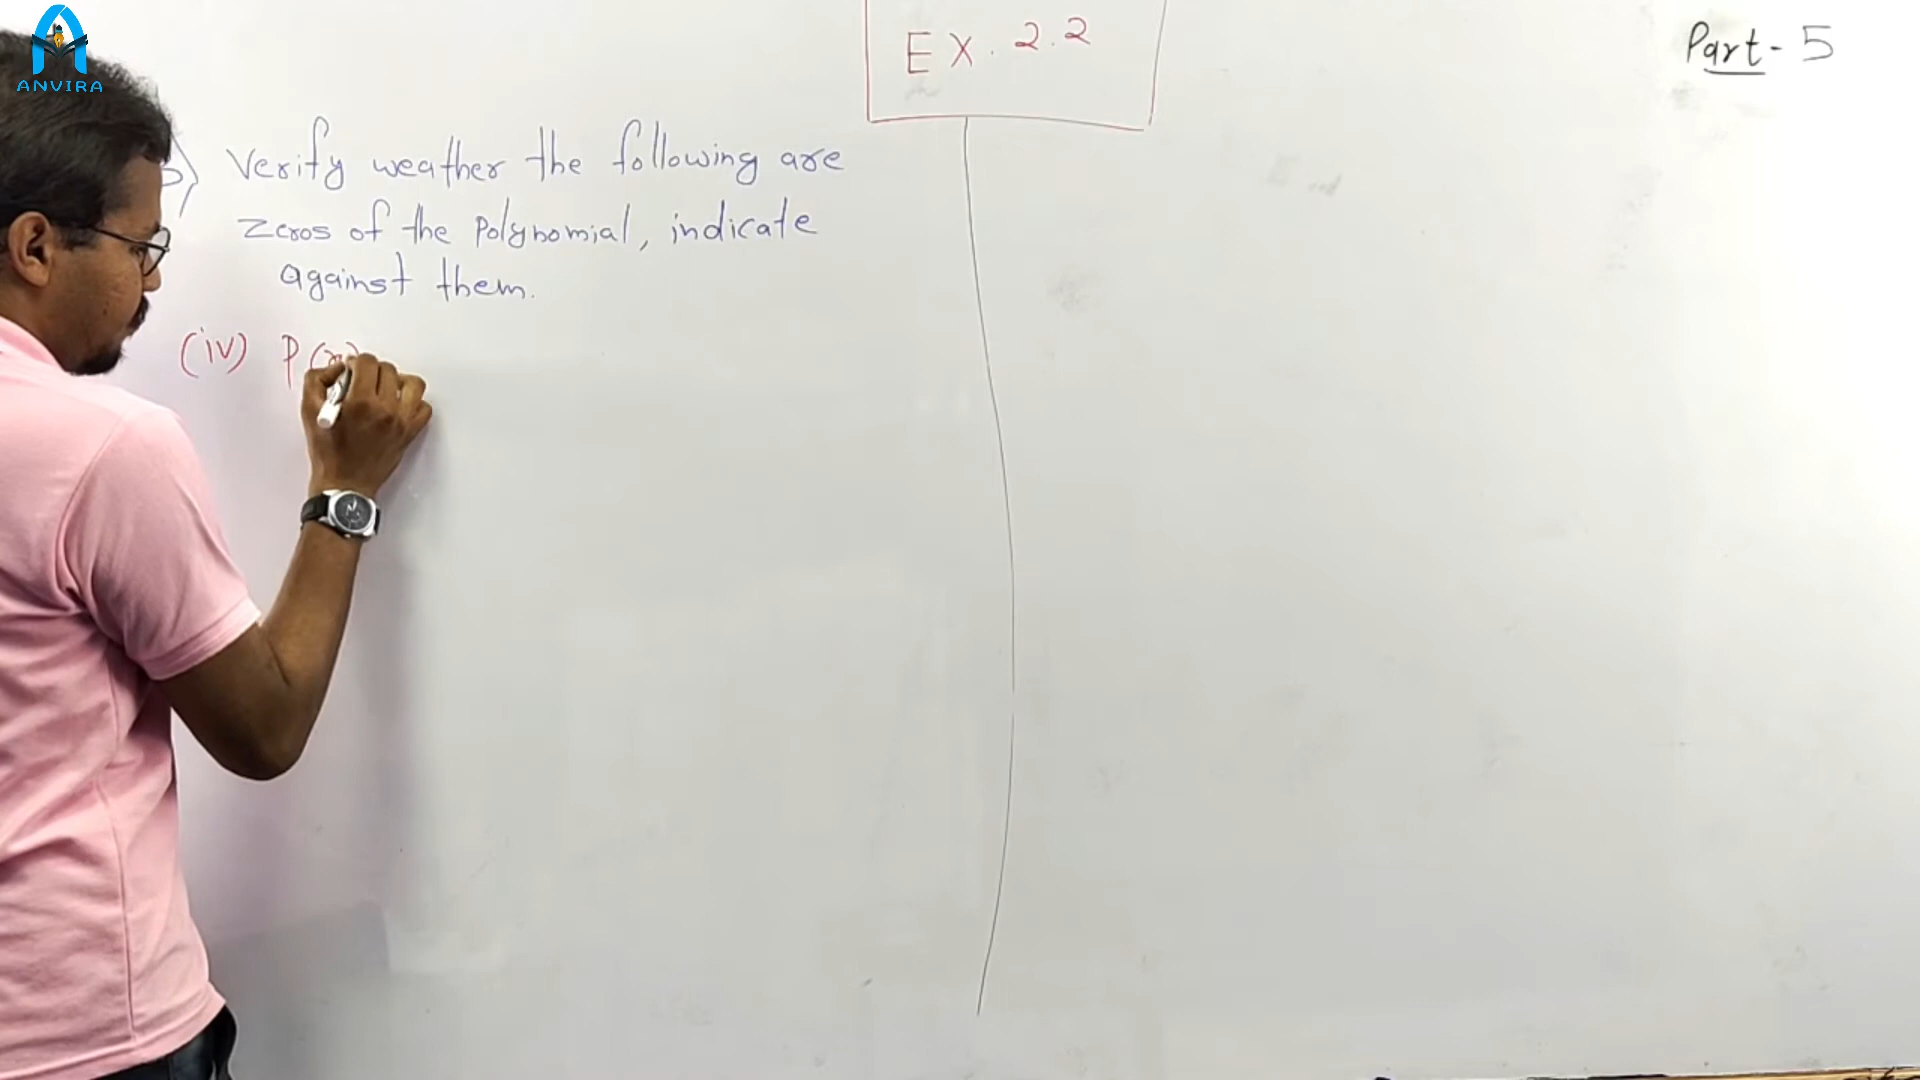 ANVIRA
EX. 2.2
Part - 5
Verify weather the following are
zeros of the polynomial, indicate
against them.
(iv) P(x)